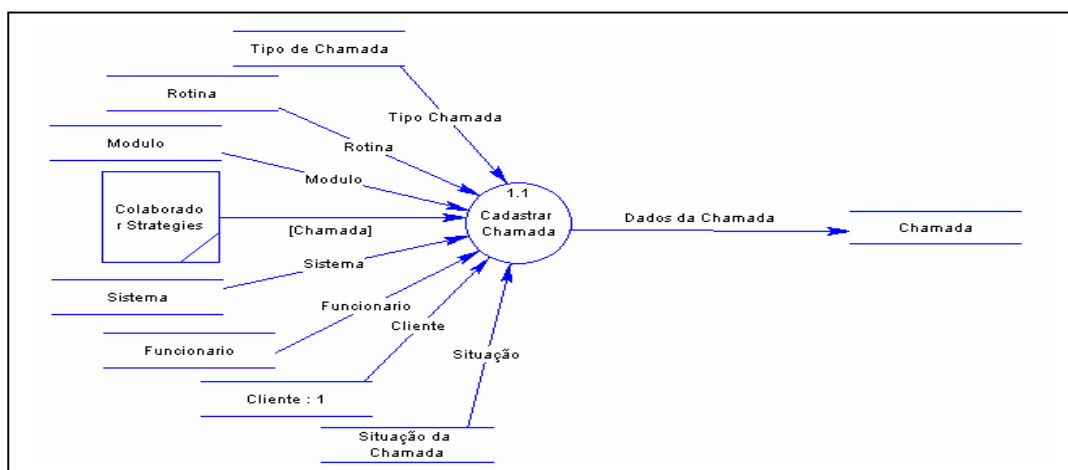 Tipo de Chamada
Rotina
Tipo Chamada
Modulo
Rotina
Modulo
1.1
Colaborado
r Strategies
Cadastrar
Chamada
Dados da Chamada
Chamada
[Chamada]
Sistema
Sistema
Funcionario
Cliente
Funcionario
Situação
Cliente : 1
Situação da
Chamada